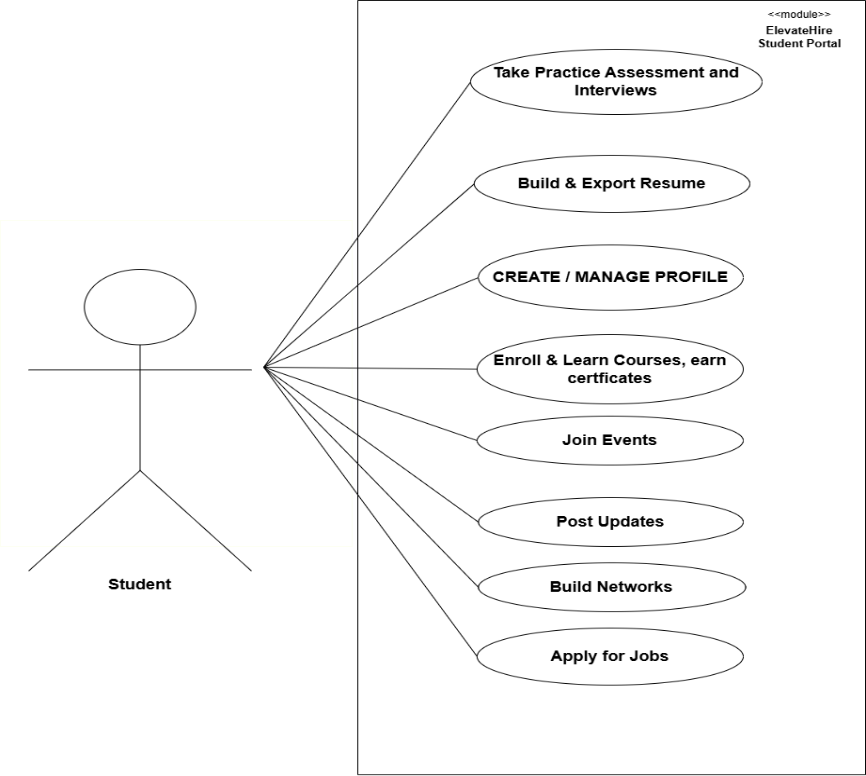 <<module>>
ElevateHire
Student Portal
Take Practice Assessment and
Interviews
Build & Export Resume
CREATE / MANAGE PROFILE
Enroll & Learn Courses, earn
certficates
Join Events
Post Updates
Build Networks
Apply for Jobs
Student